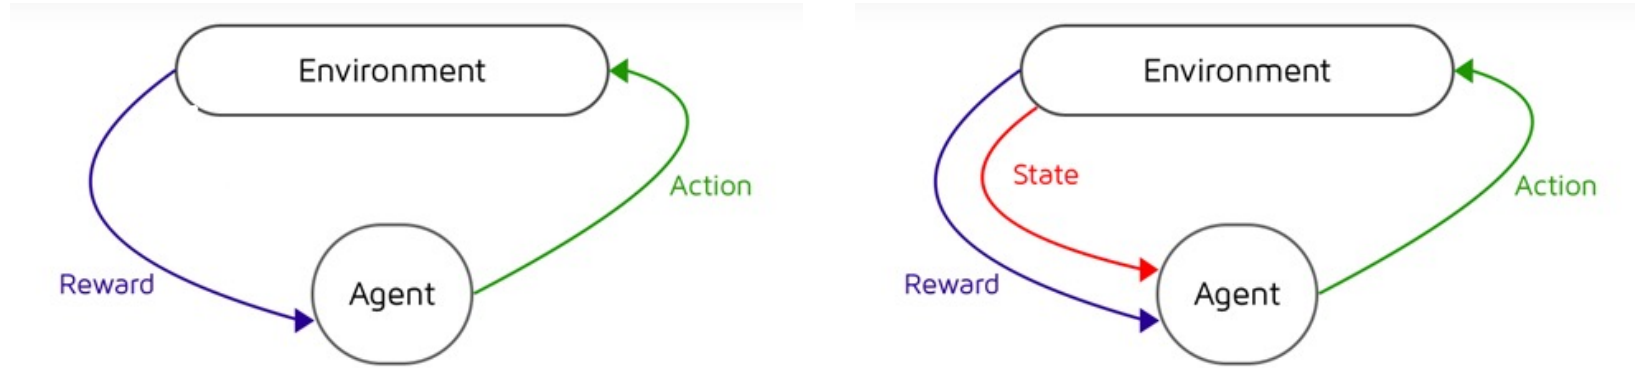 Environment
Action
Reward
Agent
Environment
State
Action
Reward
Agent